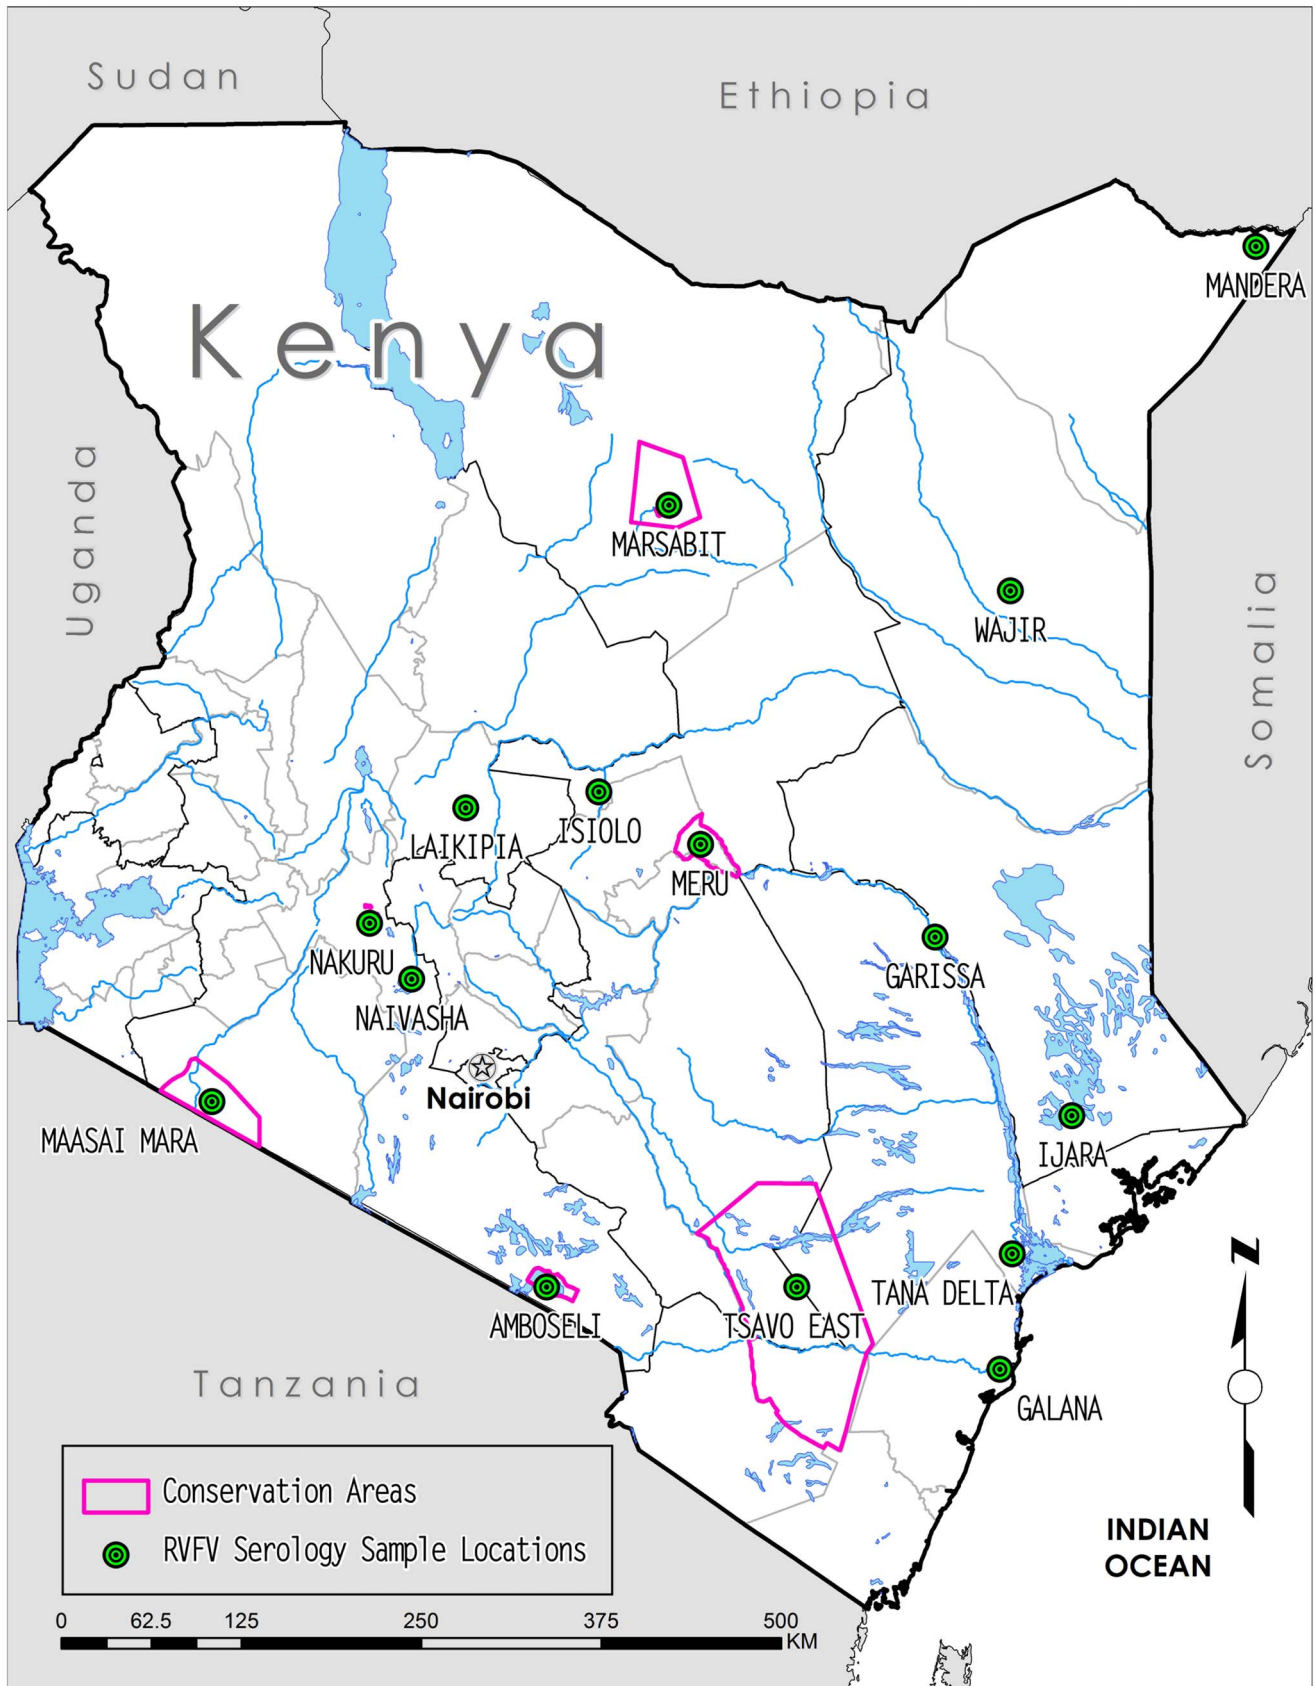 Sudan
Ethiopia
MANDERA
Kenya
Uganda
MARSABIT
WAJIR
Somalia
LAIKIPIA
ISIOLO
MERU
NAKURU
GARISSA
NAIVASHA
Nairobi
MAASAI MARA
IJARA
N
AMBOSELI
TSAVO EAST
TANA DELTA
Tanzania
GALANA
Conservation Areas
RVFV Serology Sample Locations
INDIAN
OCEAN
0 62.5 125 250 375 500
KM